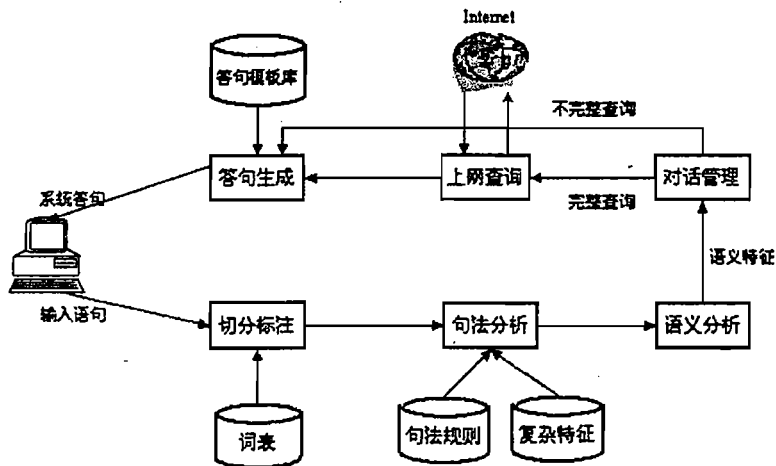 Internet
答句模板库
不完整查询
答句生成
上网查询
对话管理
完整查询
系统答句
语义特征
输入语句
切分标注
句法分析
语义分析
词表
句法规则
复杂特征